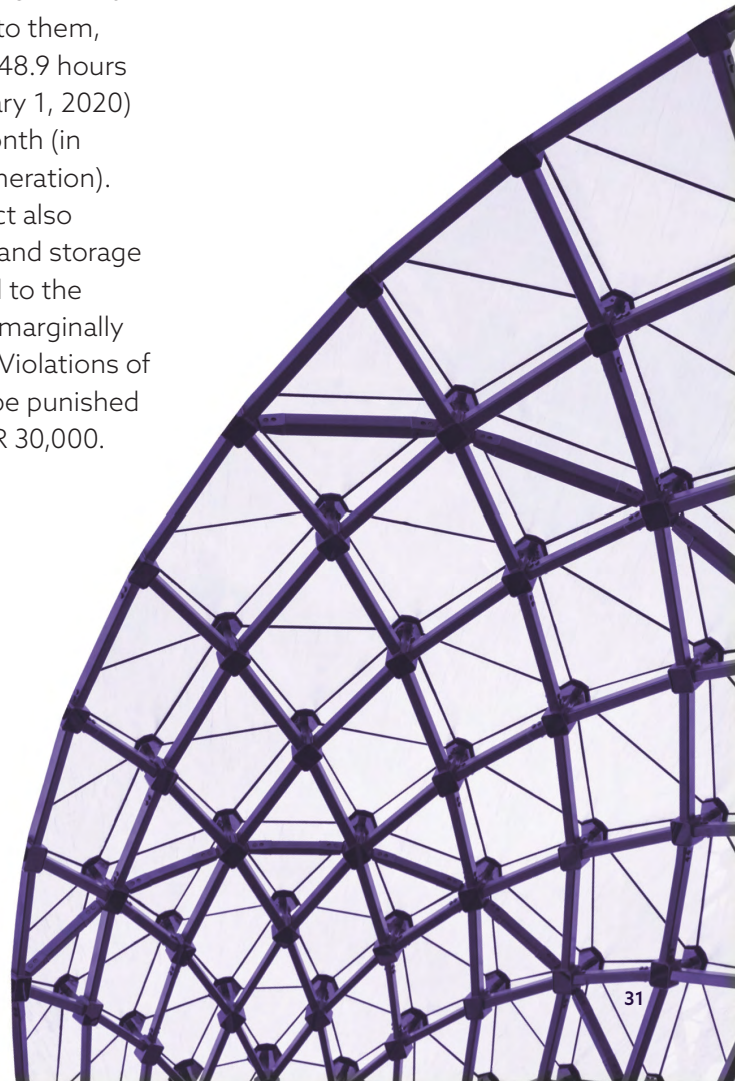 to them,
48.9 hours
ary 1, 2020)
onth (in
neration).
ct also
and storage
l to the
marginally
Violations of
be punished
R 30,000.
31